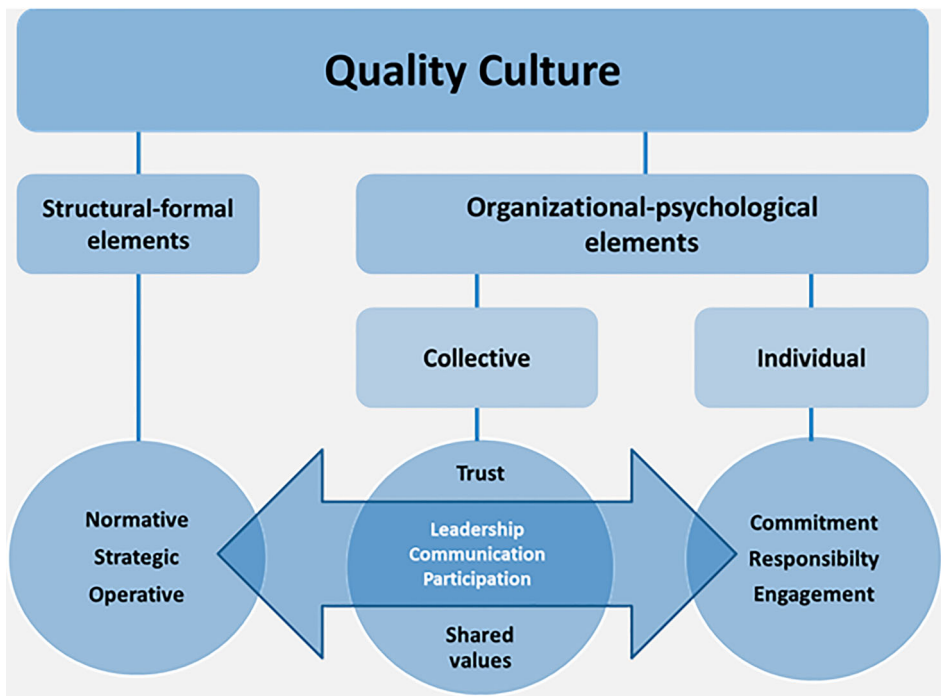 Quality Culture
Structural-formal
elements
Organizational-psychological
elements
Collective
Individual
Normative
Strategic
Operative
Trust
Leadership
Communication
Participation
Shared
values
Commitment
Responsibilty
Engagement